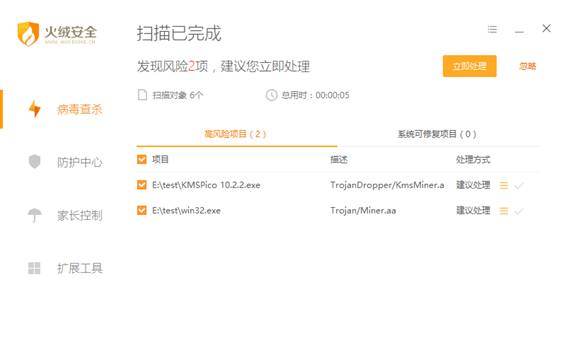 火绒安全
WWW.HUORONG.CN
扫描已完成
发现风险2项，建议您立即处理
立即处理
忽略
扫描对象 6个
总用时：00:00:05
病毒查杀
高风险项目（2）
系统可修复项目（0）
项目
描述
处理方式
防护中心
E:\test\KMSPico 10.2.2.exe
TrojanDropper/KmsMiner.a
建议处理
E:\test\win32.exe
Trojan/Miner.aa
建议处理
家长控制
扩展工具